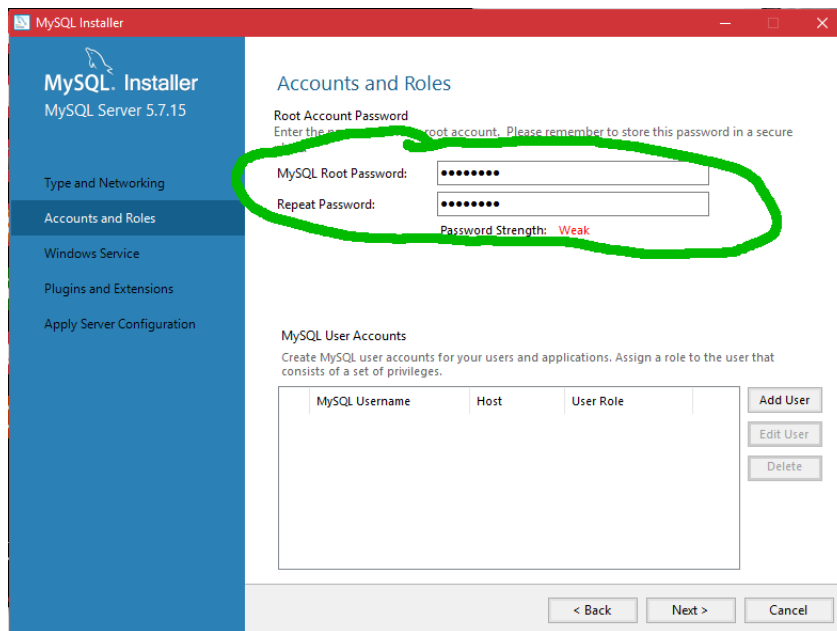 MySQL Installer
MySQL. Installer
MySQL Server 5.7.15
Type and Networking
Accounts and Roles
Windows Service
Plugins and Extensions
Apply Server Configuration
Accounts and Roles
Root Account Password
Enter the root account. Please remember to store this password in a secure
MySQL Root Password: ••••••••
Repeat Password: ••••••••
Password Strength: Weak
MySQL User Accounts
Create MySQL user accounts for your users and applications. Assign a role to the user that
consists of a set of privileges.
MySQL Username Host User Role
Add User
Edit User
Delete
< Back Next > Cancel